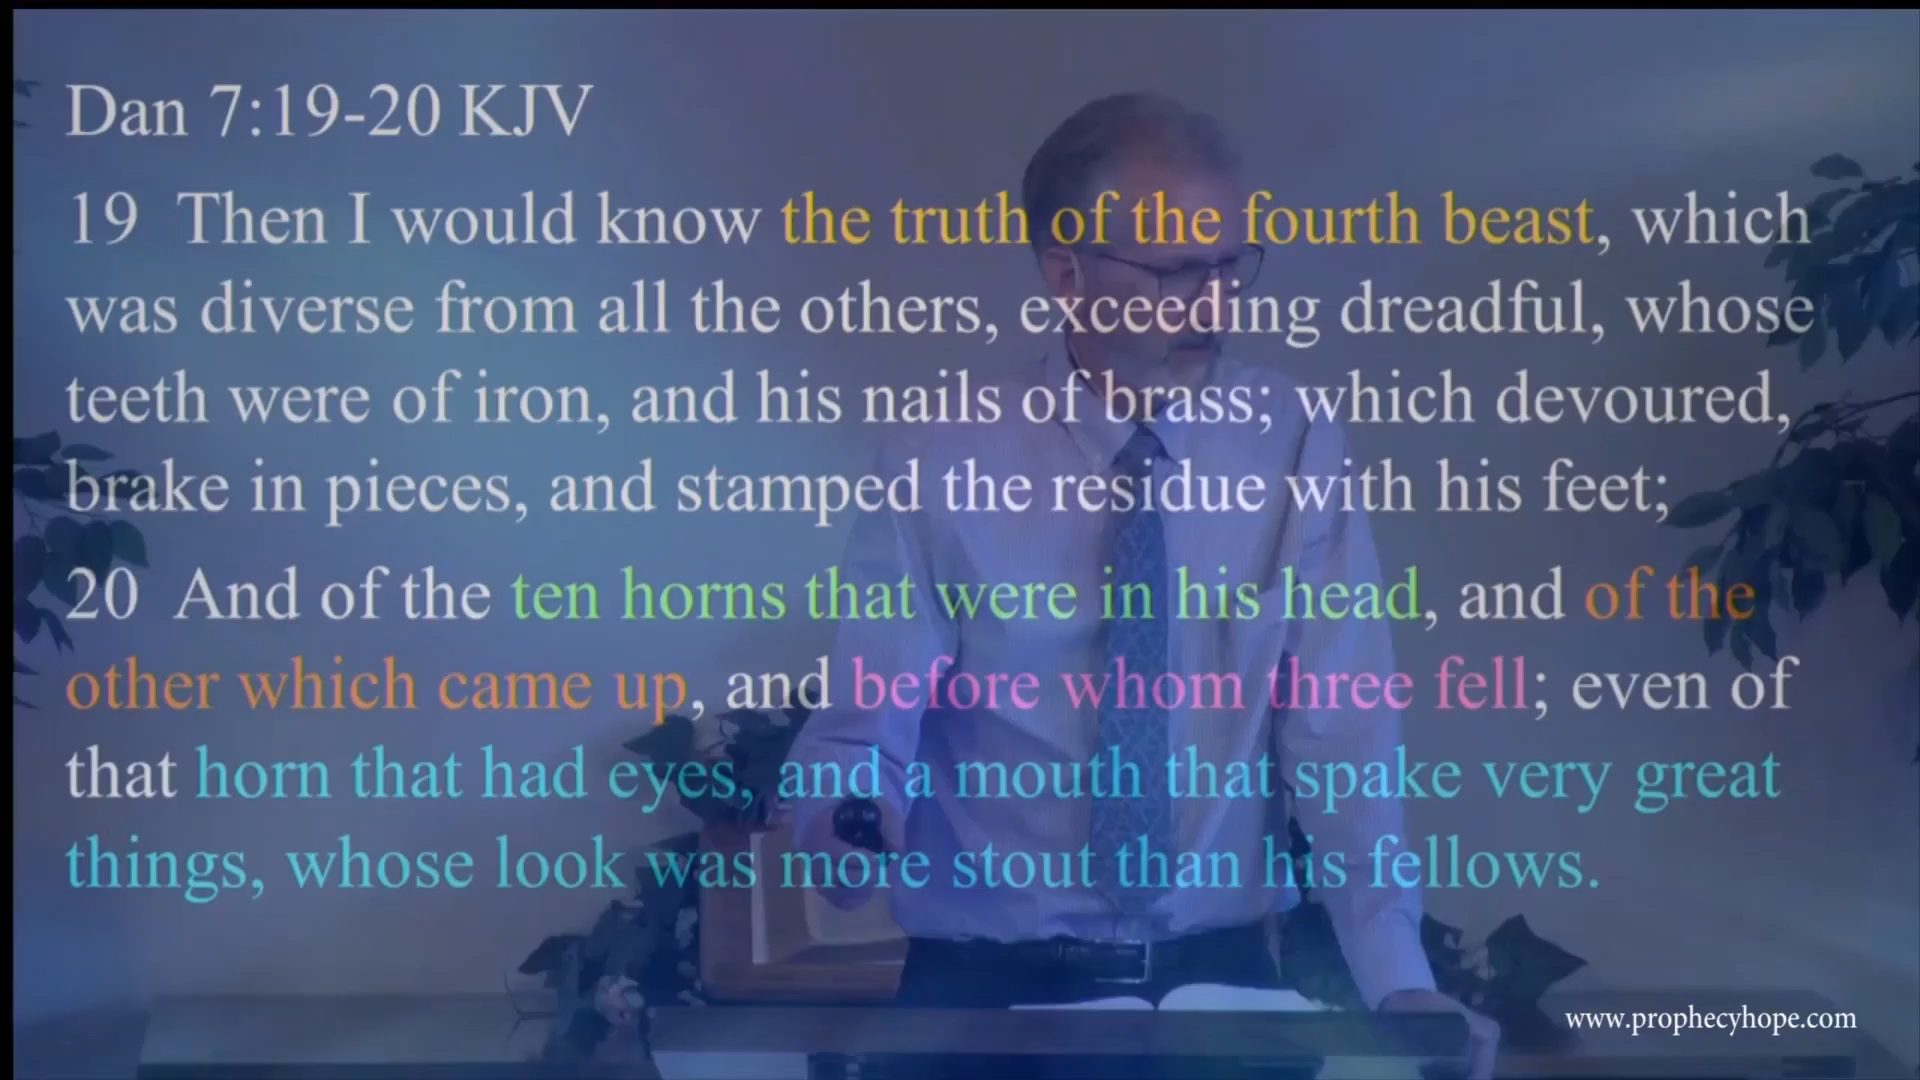 Dan 7:19-20 KJV
19 Then I would know the truth of the fourth beast, which
was diverse from all the others, exceeding dreadful, whose
teeth were of iron, and his nails of brass; which devoured,
brake in pieces, and stamped the residue with his feet;
20 And of the ten horns that were in his head, and of the
other which came up, and before whom three fell; even of
that horn that had eyes, and a mouth that spake very great
things, whose look was more stout than his fellows.
www.prophecyhope.com